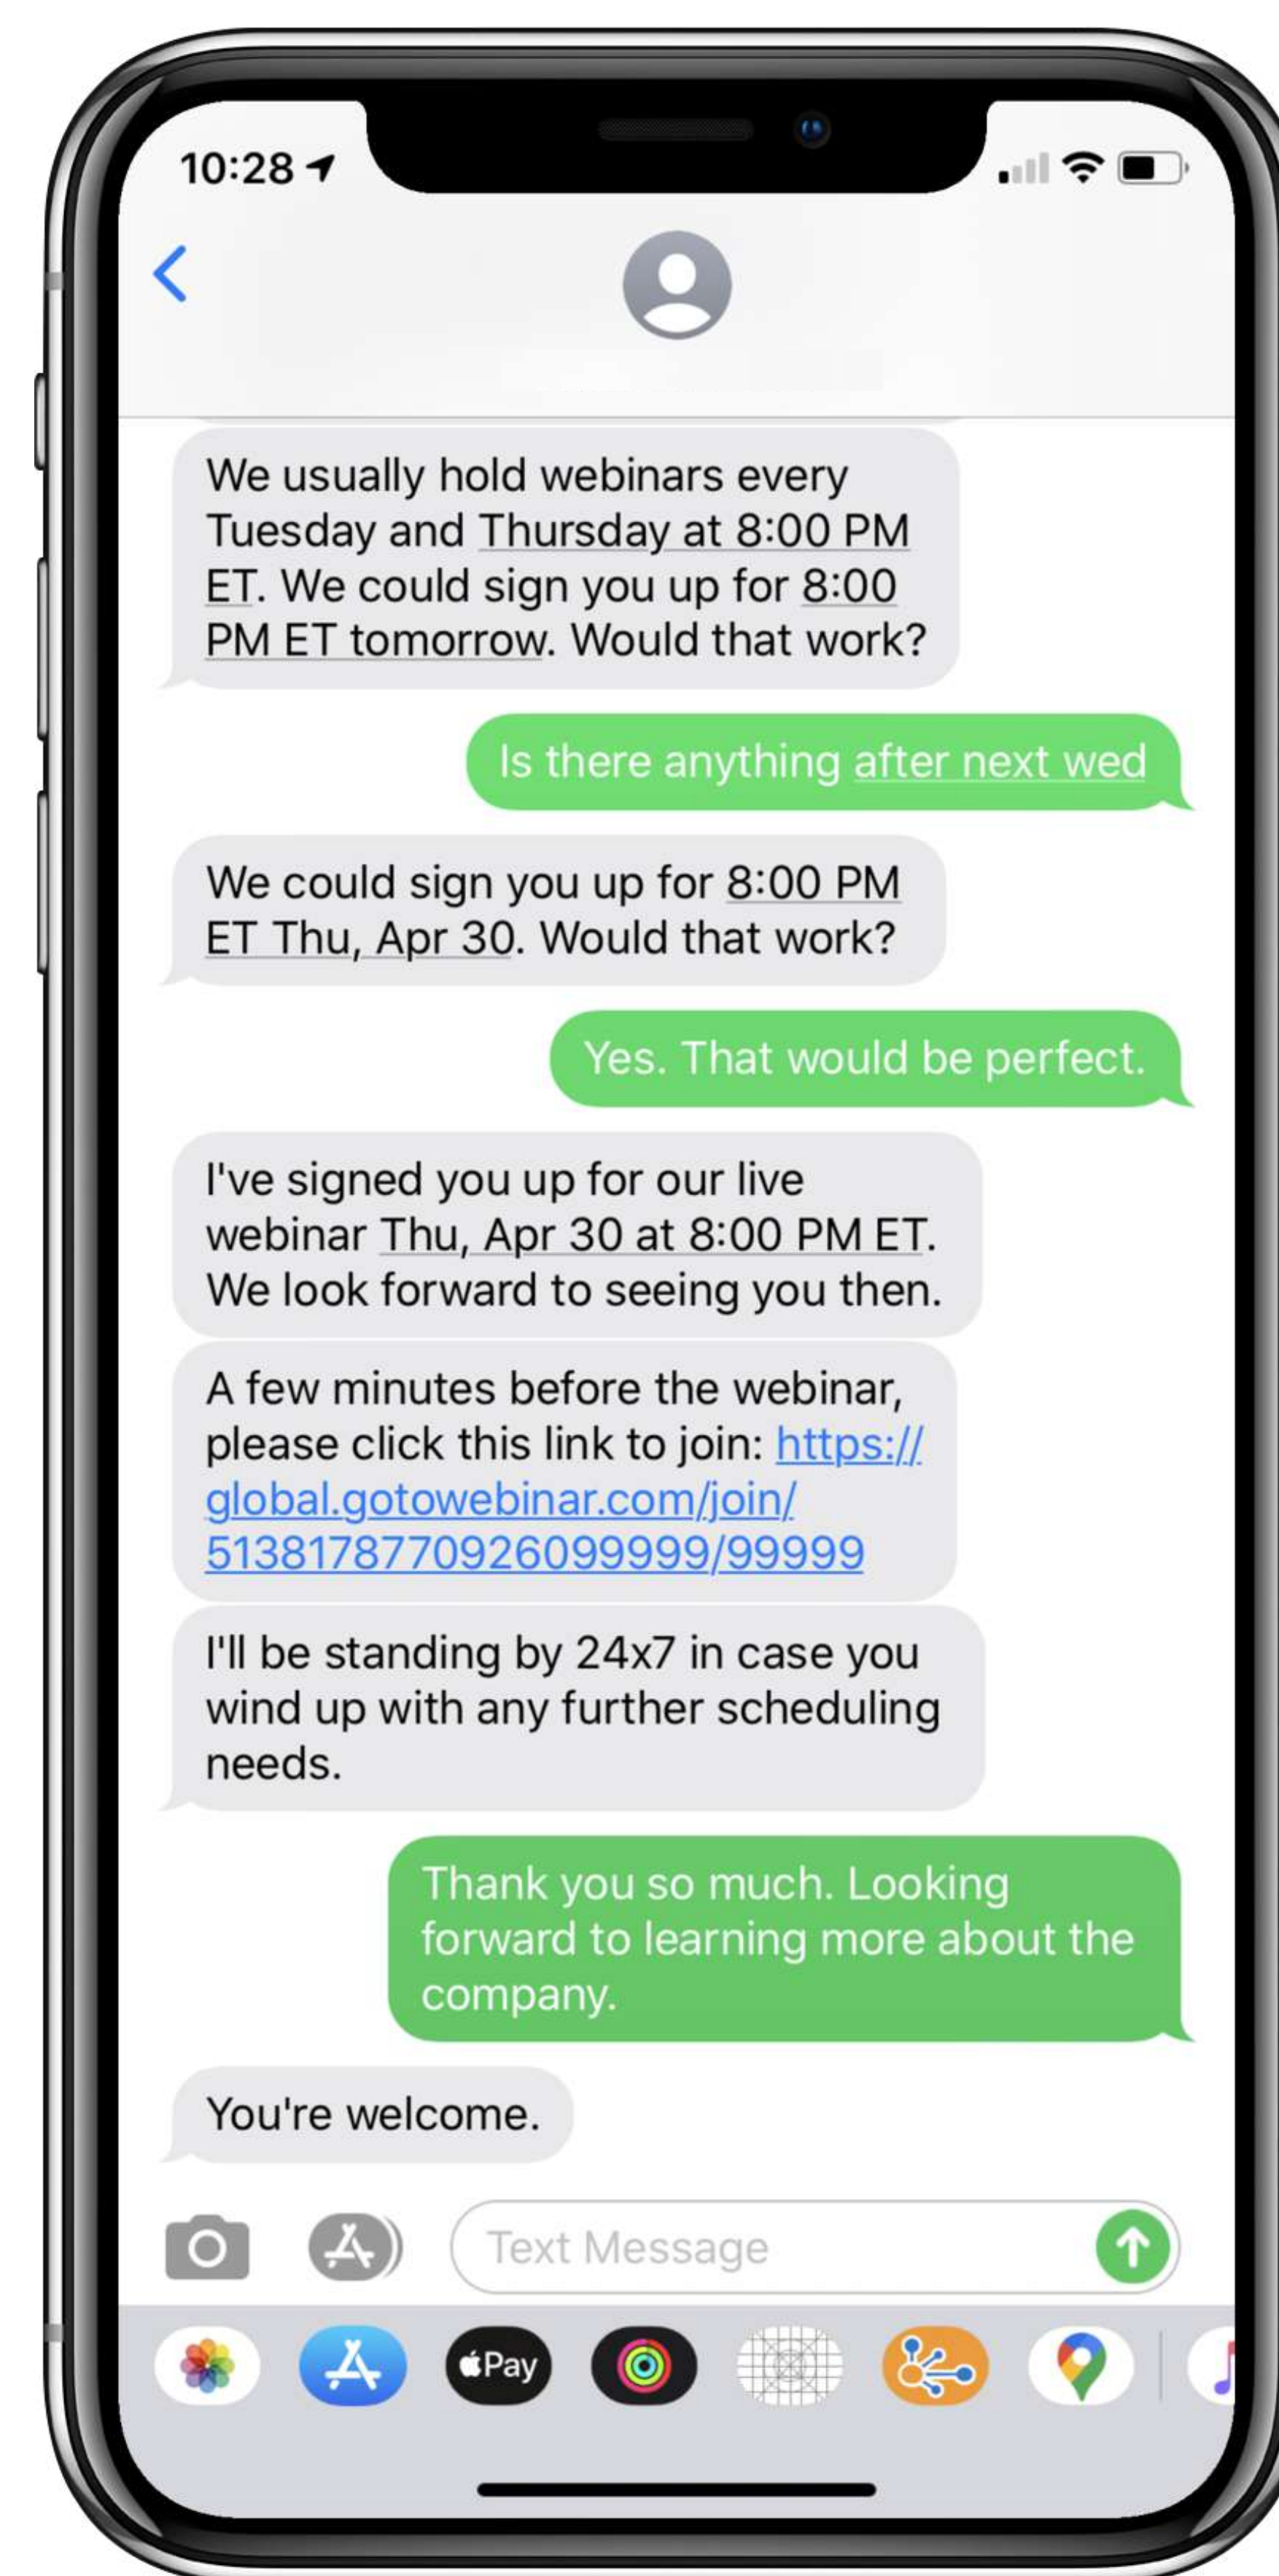 10:28
We usually hold webinars every
Tuesday and Thursday at 8:00 PM
ET. We could sign you up for 8:00
PM ET tomorrow. Would that work?
Is there anything after next wed
We could sign you up for 8:00 PM
ET Thu, Apr 30. Would that work?
Yes. That would be perfect.
I've signed you up for our live
webinar Thu, Apr 30 at 8:00 PM ET.
We look forward to seeing you then.
A few minutes before the webinar,
please click this link to join: https://
global.gotowebinar.com/join/
5138178770926099999/99999
I'll be standing by 24x7 in case you
wind up with any further scheduling
needs.
Thank you so much. Looking
forward to learning more about the
company.
You're welcome.
Text Message
Pay